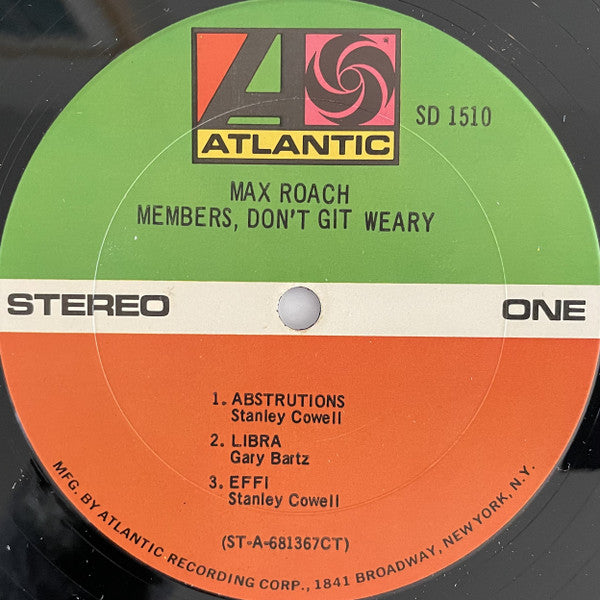 ATLANTIC
SD 1510
MAX ROACH
MEMBERS, DON'T GIT WEARY
STEREO
ONE
1. ABSTRUTIONS
Stanley Cowell
2. LIBRA
Gary Bartz
3. EFFI
Stanley Cowell
(ST-A-681367CT)
MFG. BY ATLANTIC RECORDING CORP., 1841 BROADWAY, NEW YORK, N.Y.